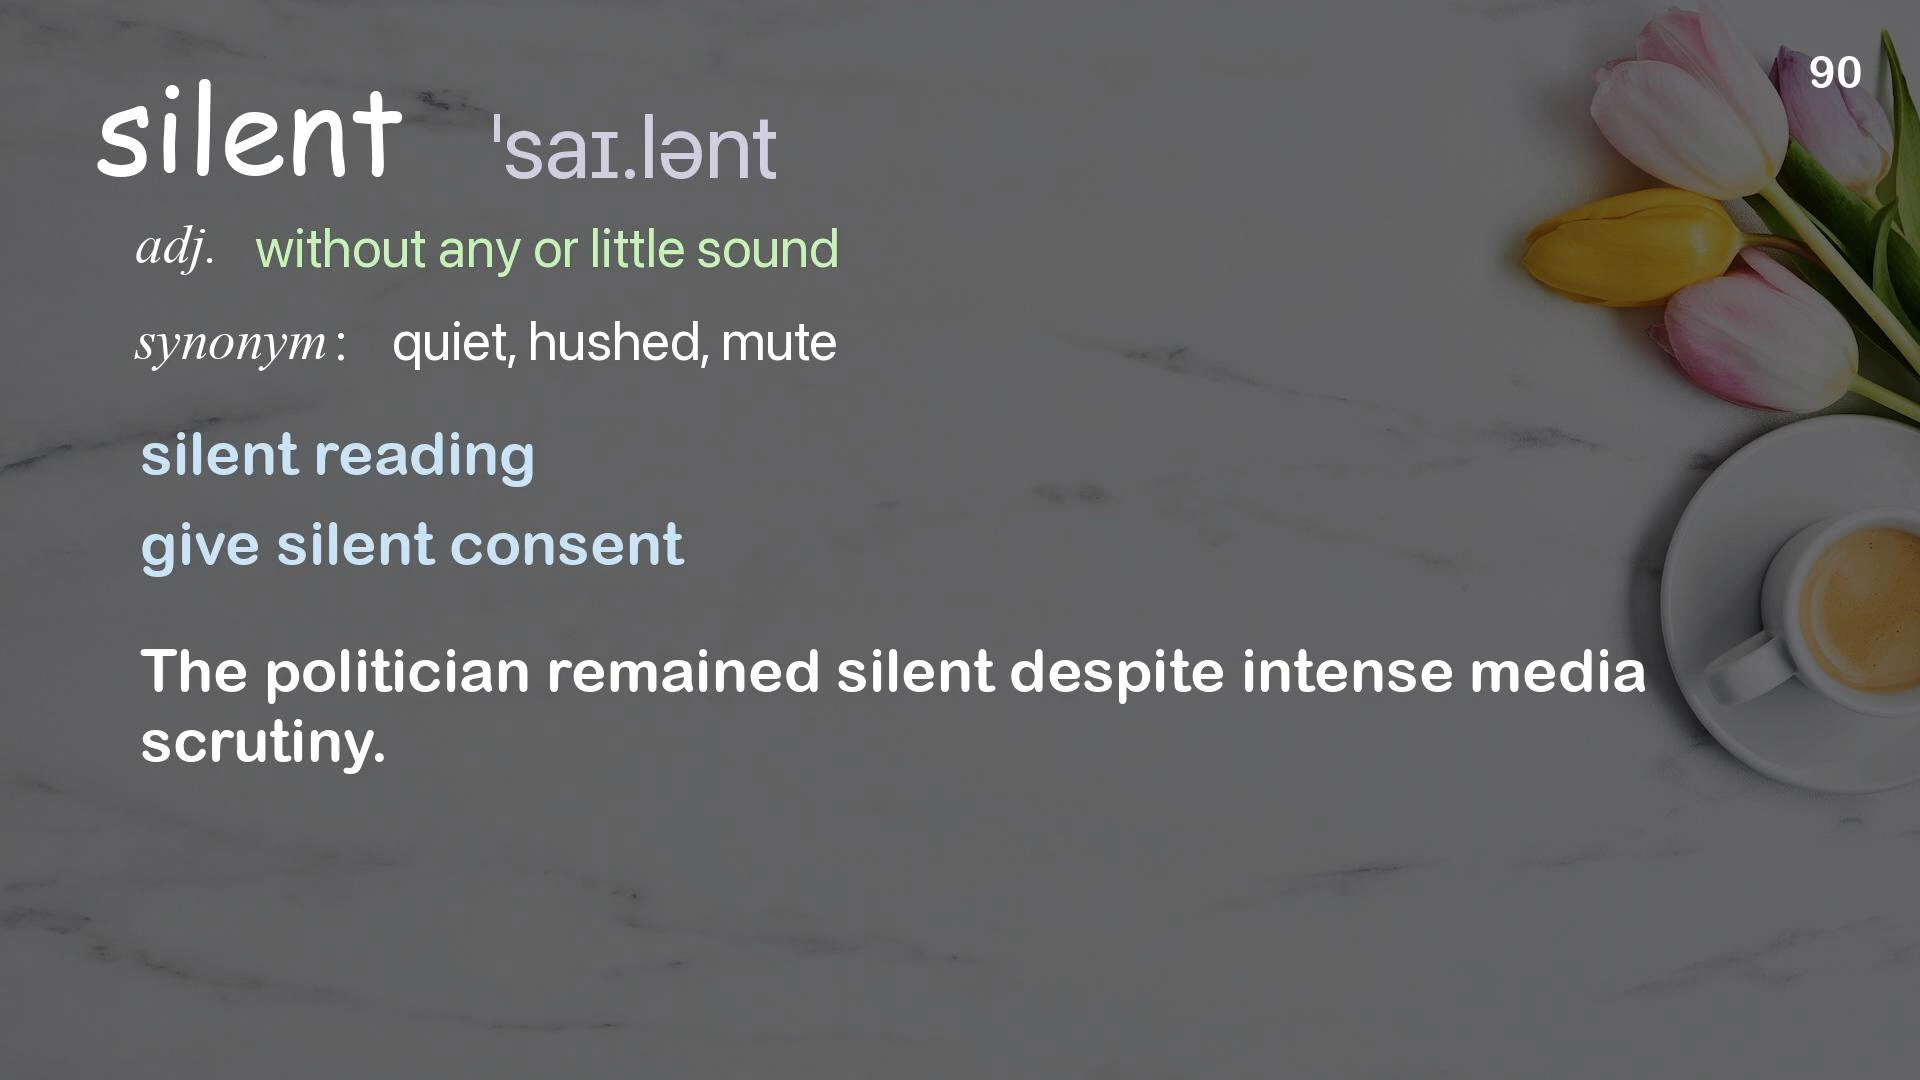 90
silent ˈsaɪ.lənt
adj. without any or little sound
synonym: quiet, hushed, mute
silent reading
give silent consent
The politician remained silent despite intense media
scrutiny.